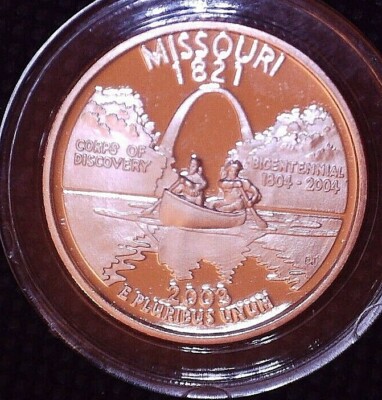 MISSOURI
1821
CORPS OF
DISCOVERY
BICENTENNIAL
1804 - 2004
2003
E PLURIBUS UNUM